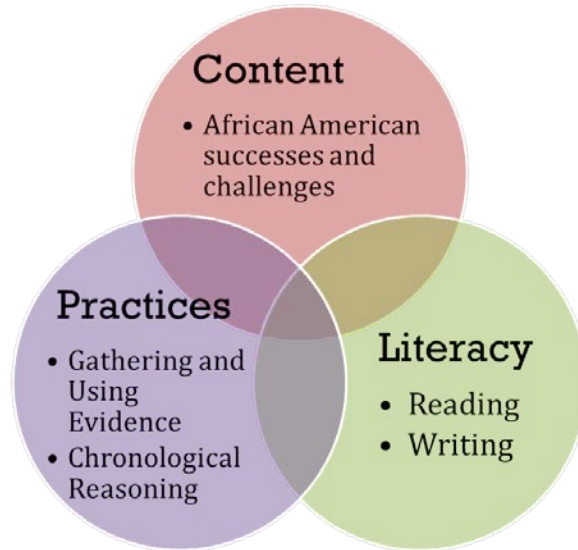 Content
• African American
successes and
challenges
Practices
• Gathering and
Using
Evidence
• Chronological
Reasoning
Literacy
• Reading
• Writing